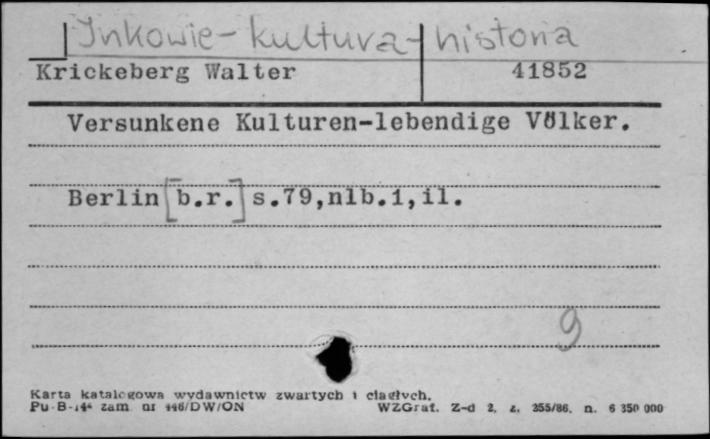 Inkowie - kultura - historia
Krickeberg Walter 41852
Versunkene Kulturen-lebendige Völker.
Berlin [b.r.] s.79,nlb.1,il.
9
Karta katalogowa wydawnictw zwartych i ciągłych.
Pu-B-14 zam. nr 446/DW/ON WZGraf. Z-d 2, z. 355/86. n. 6 350 000